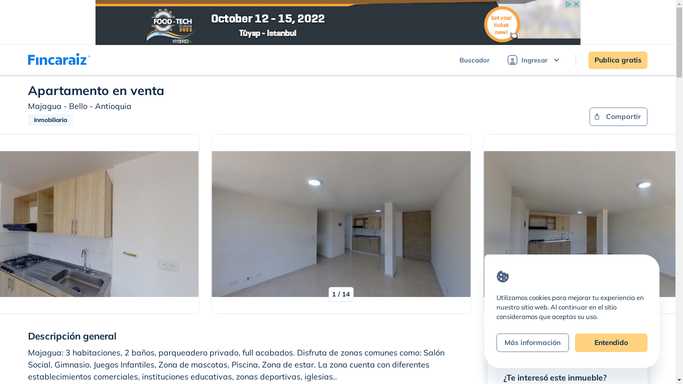 FOOD-TECH
October 12 - 15, 2022
Tüyap - Istanbul
Get your
ticket
now!
Fincaraiz
Buscador
Ingresar
Publica gratis
Apartamento en venta
Majagua - Bello - Antioquia
Inmobiliaria
Compartir
1 / 14
Utilizamos cookies para mejorar tu experiencia en
nuestro sitio web. Al continuar en el sitio
consideramos que aceptas su uso.
Más información
Entendido
Descripción general
Majagua: 3 habitaciones, 2 baños, parqueadero privado, full acabados. Disfruta de zonas comunes como: Salón
Social, Gimnasio, Juegos Infantiles, Zona de mascotas, Piscina, Zona de estar. La zona cuenta con diferentes
establecimientos comerciales, instituciones educativas, zonas deportivas, iglesias..
¿Te interesó este inmueble?